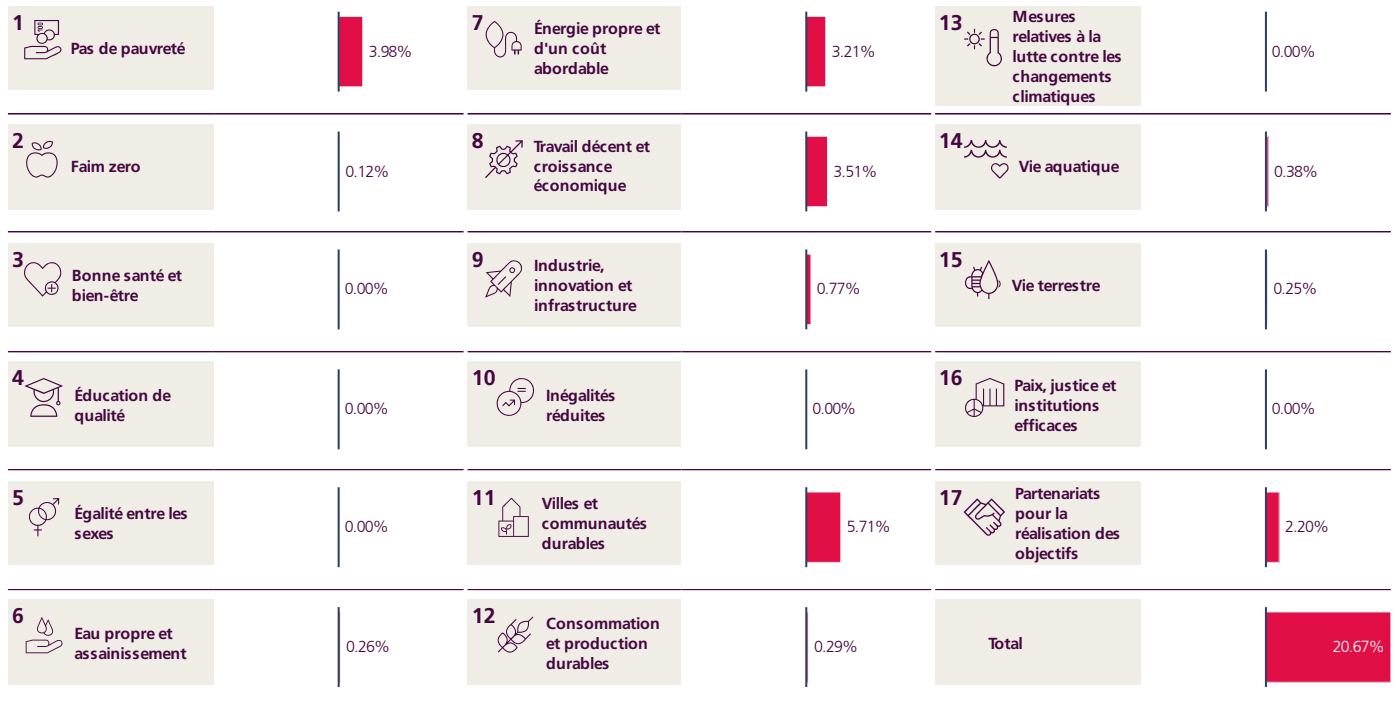 1
Pas de pauvreté
3.98%
2
Faim zero
0.12%
3
Bonne santé et
bien-être
0.00%
4
Éducation de
qualité
0.00%
5
Égalité entre les
sexes
0.00%
6
Eau propre et
assainissement
0.26%
7
Énergie propre et
d'un coût
abordable
3.21%
8
Travail décent et
croissance
économique
3.51%
9
Industrie,
innovation et
infrastructure
0.77%
10
Inégalités
réduites
0.00%
11
Villes et
communautés
durables
5.71%
12
Consommation
et production
durables
0.29%
13
Mesures
relatives à la
lutte contre les
changements
climatiques
0.00%
14
Vie aquatique
0.38%
15
Vie terrestre
0.25%
16
Paix, justice et
institutions
efficaces
0.00%
17
Partenariats
pour la
réalisation des
objectifs
2.20%
Total
20.67%